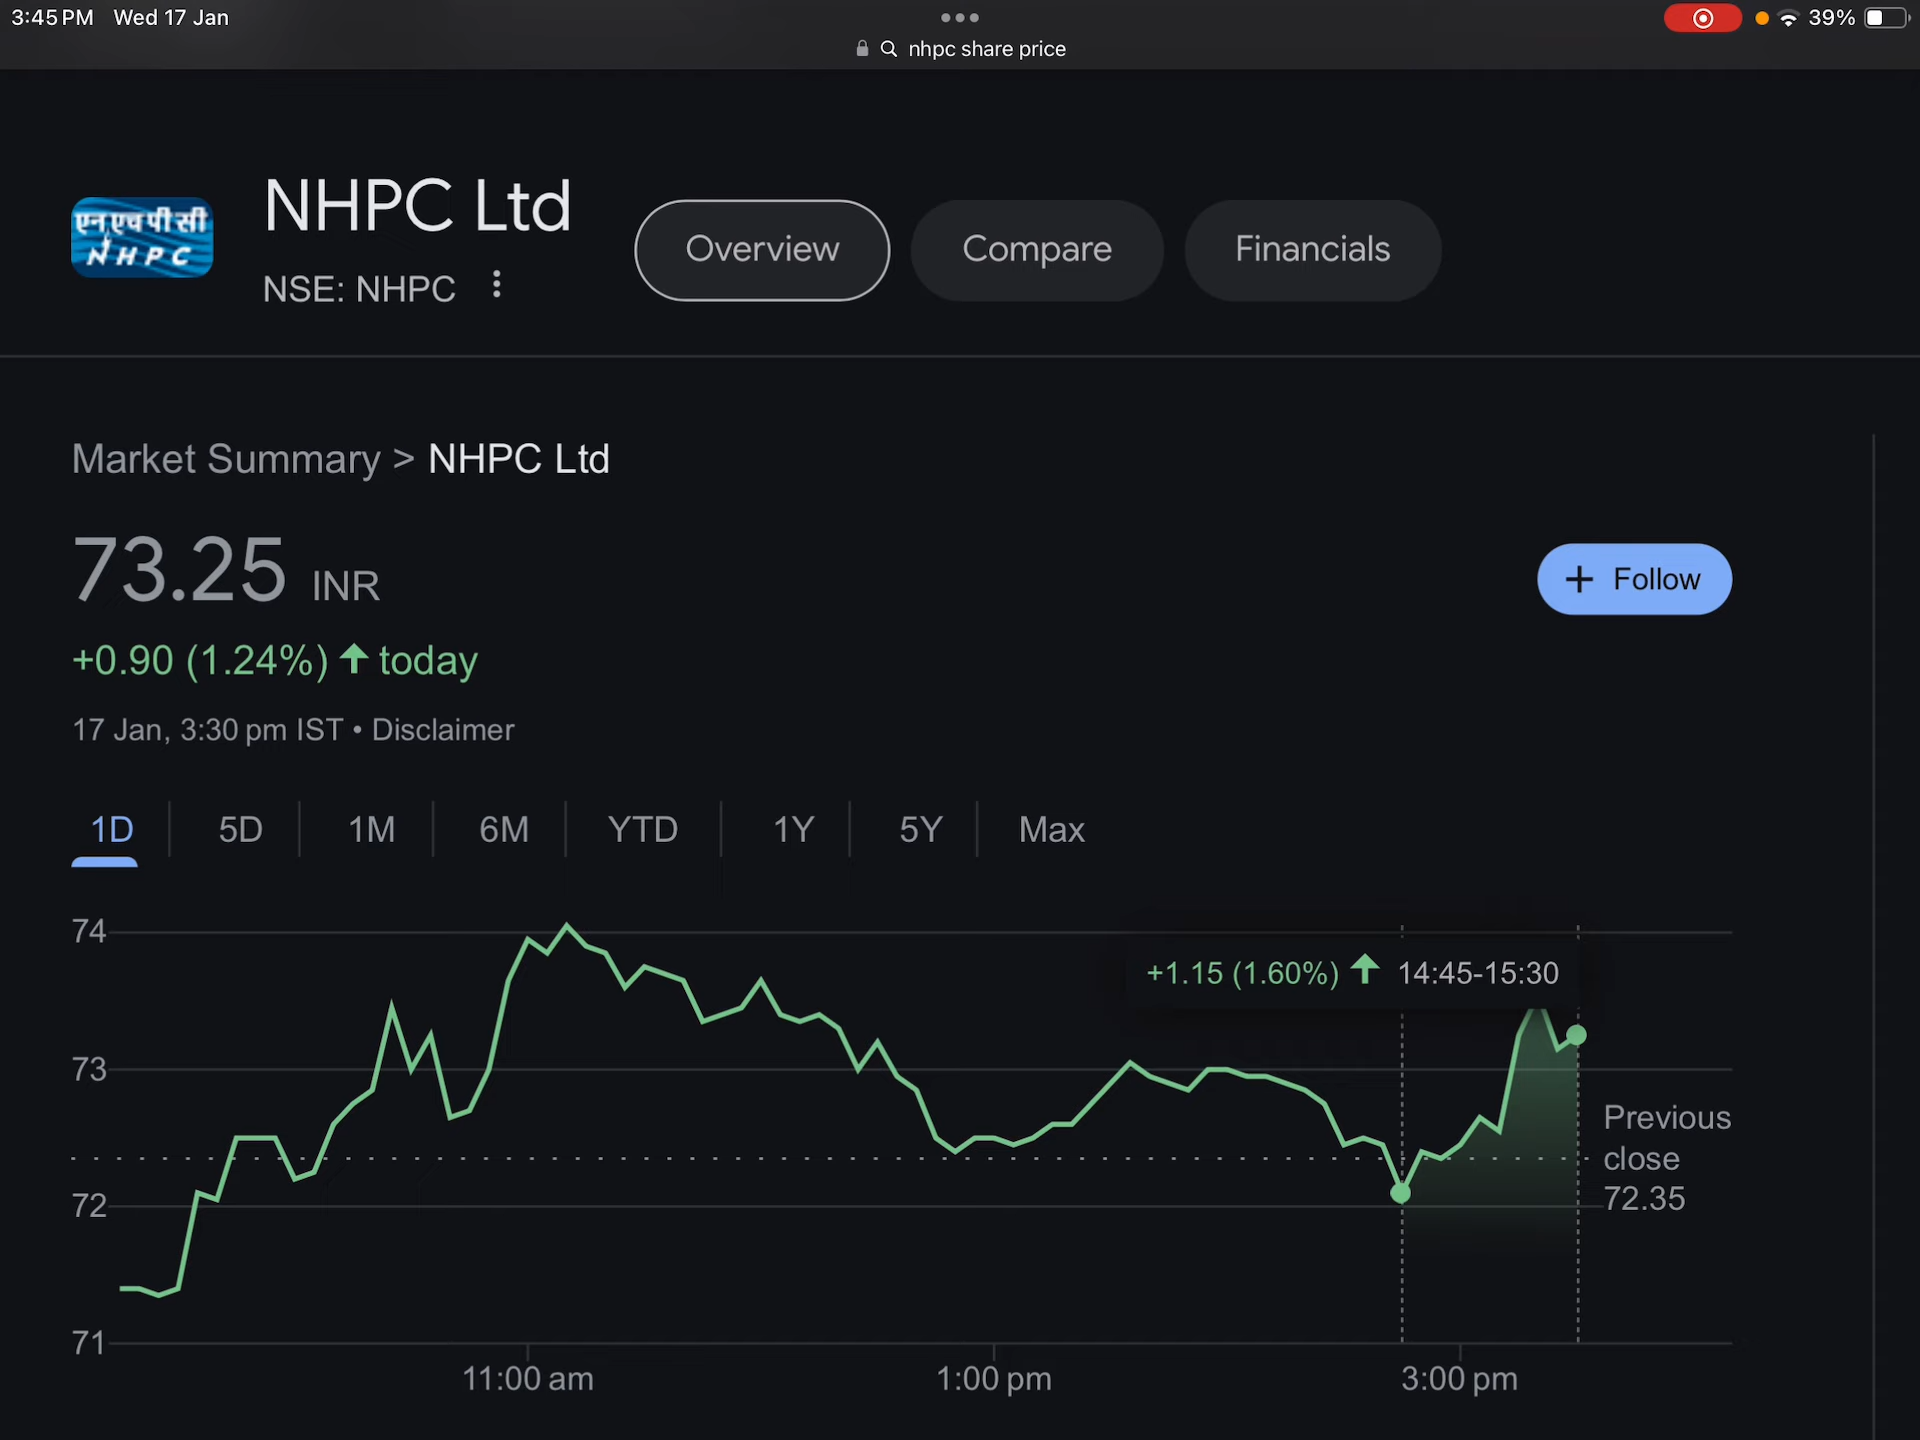 3:45 PM Wed 17 Jan
39%
nhpc share price
एन एच पी सी
NHPC
NHPC Ltd
NSE: NHPC
Overview
Compare
Financials
Market Summary > NHPC Ltd
73.25 INR
+ Follow
+0.90 (1.24%) ↑ today
17 Jan, 3:30 pm IST • Disclaimer
1D 5D 1M 6M YTD 1Y 5Y Max
74
+1.15 (1.60%) ↑ 14:45-15:30
73
Previous
close
72.35
72
71
11:00 am 1:00 pm 3:00 pm